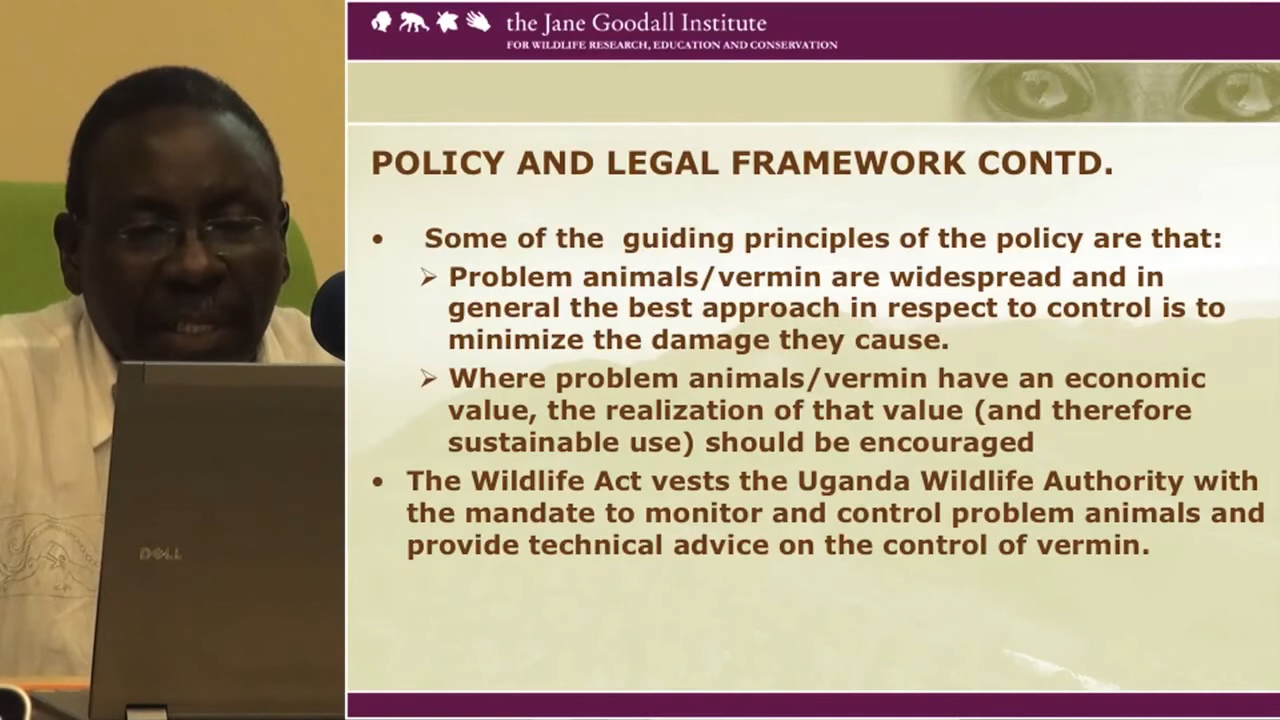 the Jane Goodall Institute
FOR WILDLIFE RESEARCH, EDUCATION AND CONSERVATION
POLICY AND LEGAL FRAMEWORK CONTD.
• Some of the guiding principles of the policy are that:
➢ Problem animals/vermin are widespread and in
general the best approach in respect to control is to
minimize the damage they cause.
➢ Where problem animals/vermin have an economic
value, the realization of that value (and therefore
sustainable use) should be encouraged
• The Wildlife Act vests the Uganda Wildlife Authority with
the mandate to monitor and control problem animals and
provide technical advice on the control of vermin.
DELL